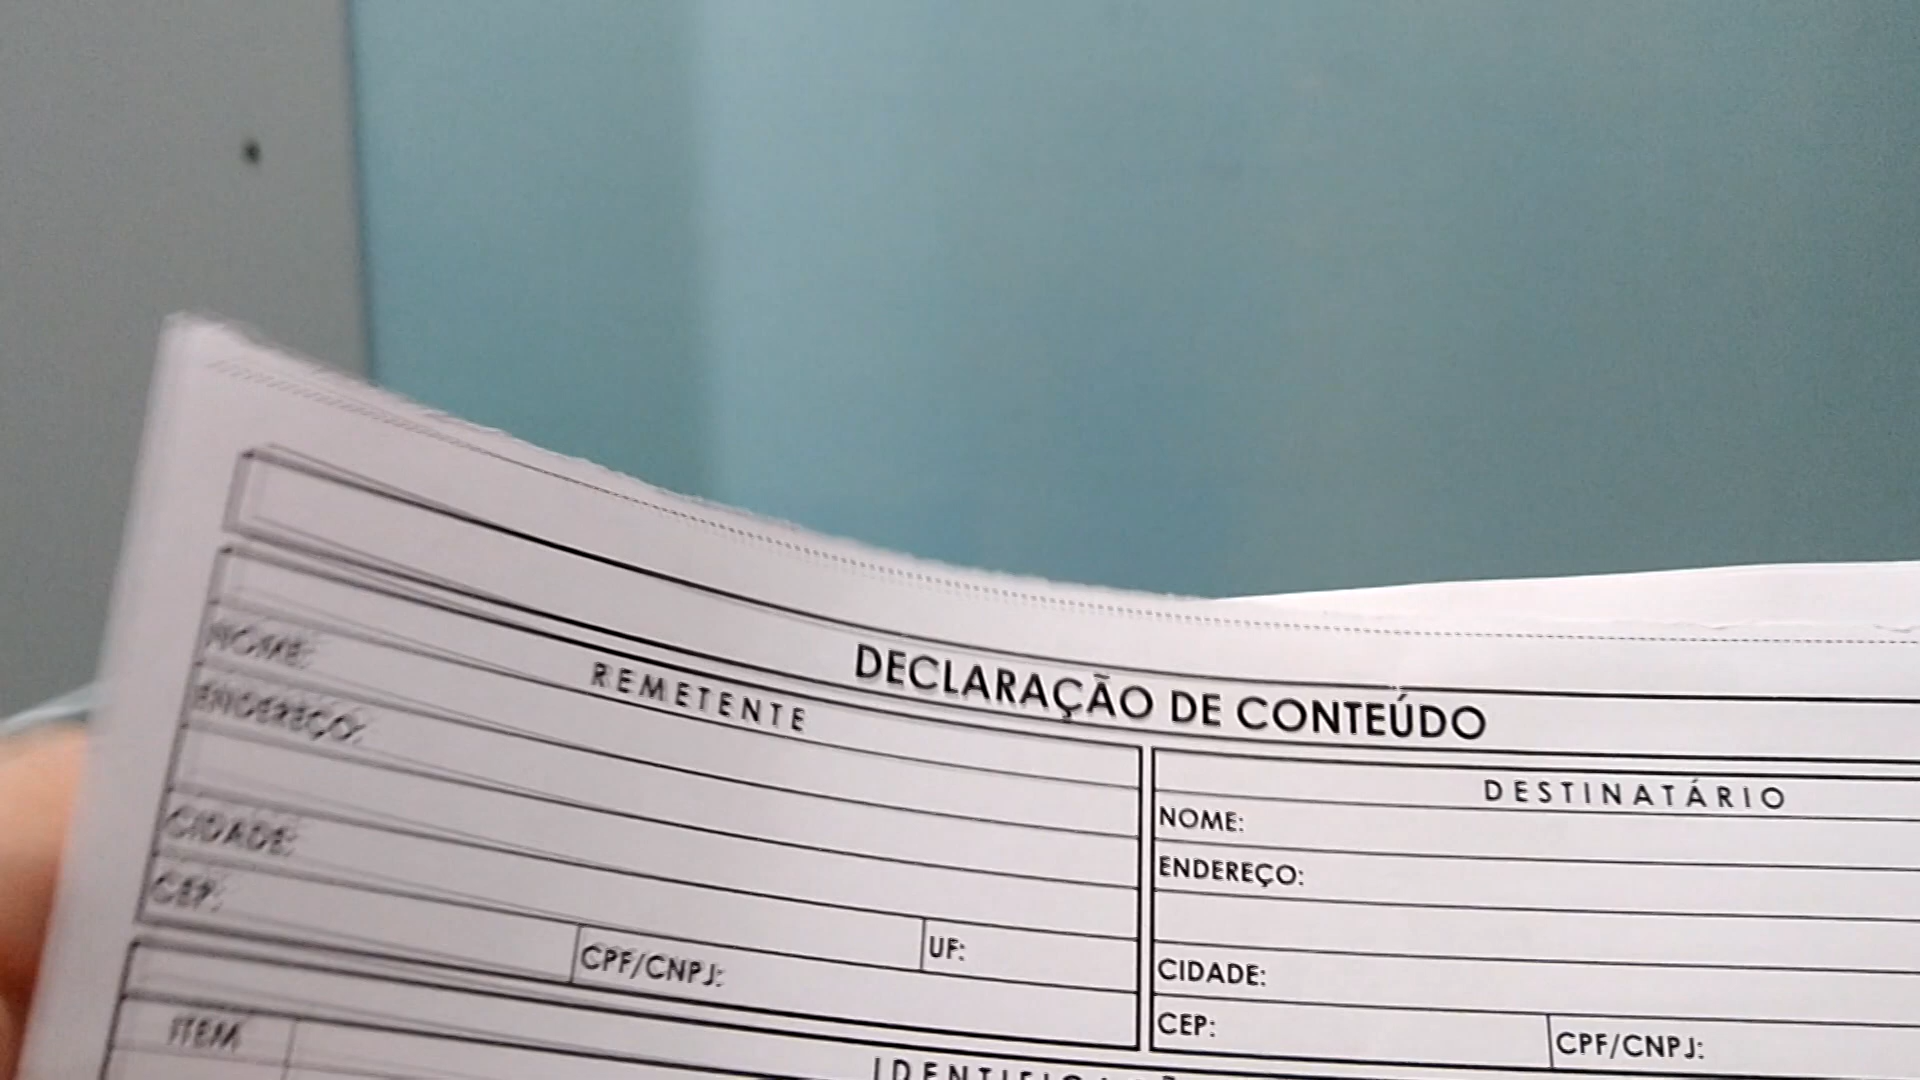 DECLARAÇÃO DE CONTEÚDO
REMETENTE
NOME:
ENDEREÇO:
CIDADE:
UF:
CEP:
CPF/CNPJ:
DESTINATÁRIO
NOME:
ENDEREÇO:
CIDADE:
CEP:
CPF/CNPJ:
ITEM